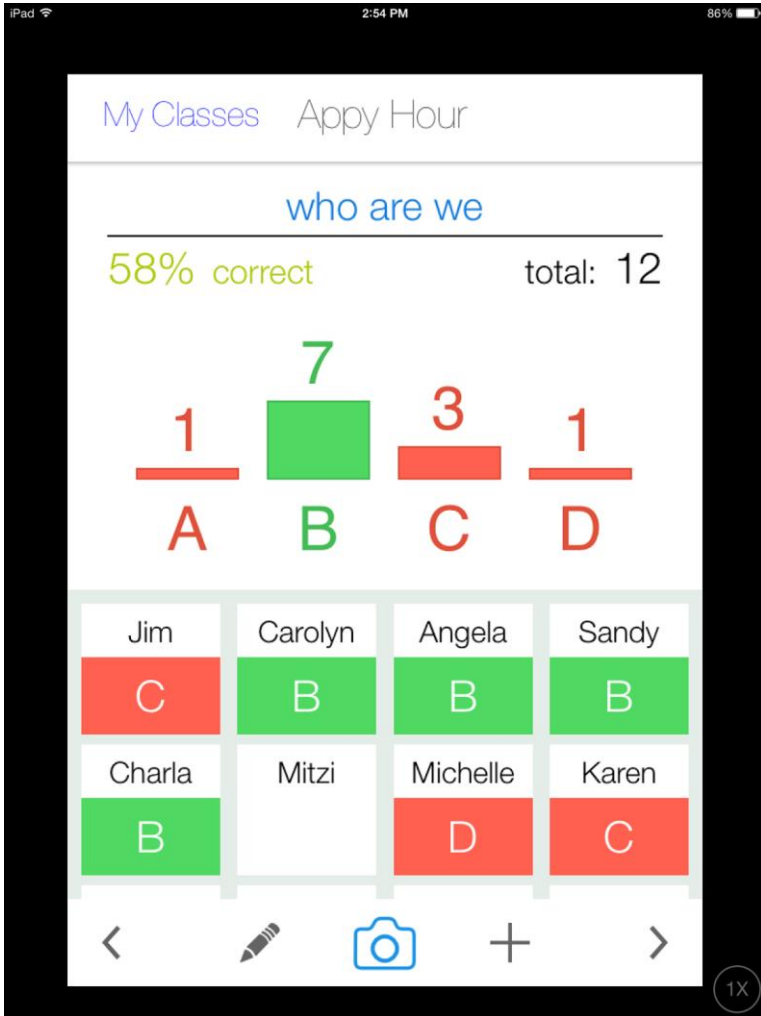 iPad 2:54 PM 86%
My Classes Appy Hour
who are we
58% correct total: 12
1 7 3 1
A B C D
Jim Carolyn Angela Sandy
C B B B
Charla Mitzi Michelle Karen
B D C
1X